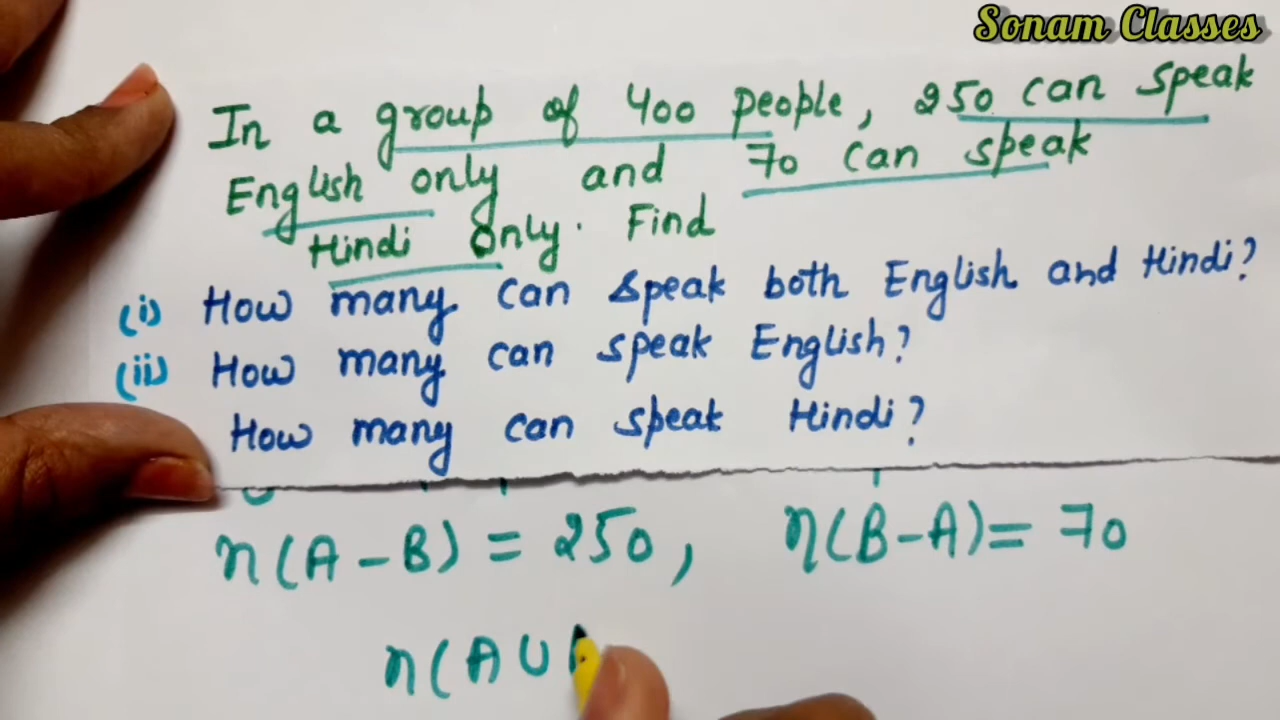 Sonam Classes
In a group of 400 people, 250 can speak
English only and 70 can speak
Hindi only. Find
(i) How many can speak both English and Hindi?
(ii) How many can speak English?
How many can speak Hindi?
n(A-B) = 250, n(B-A) = 70
n(A∪